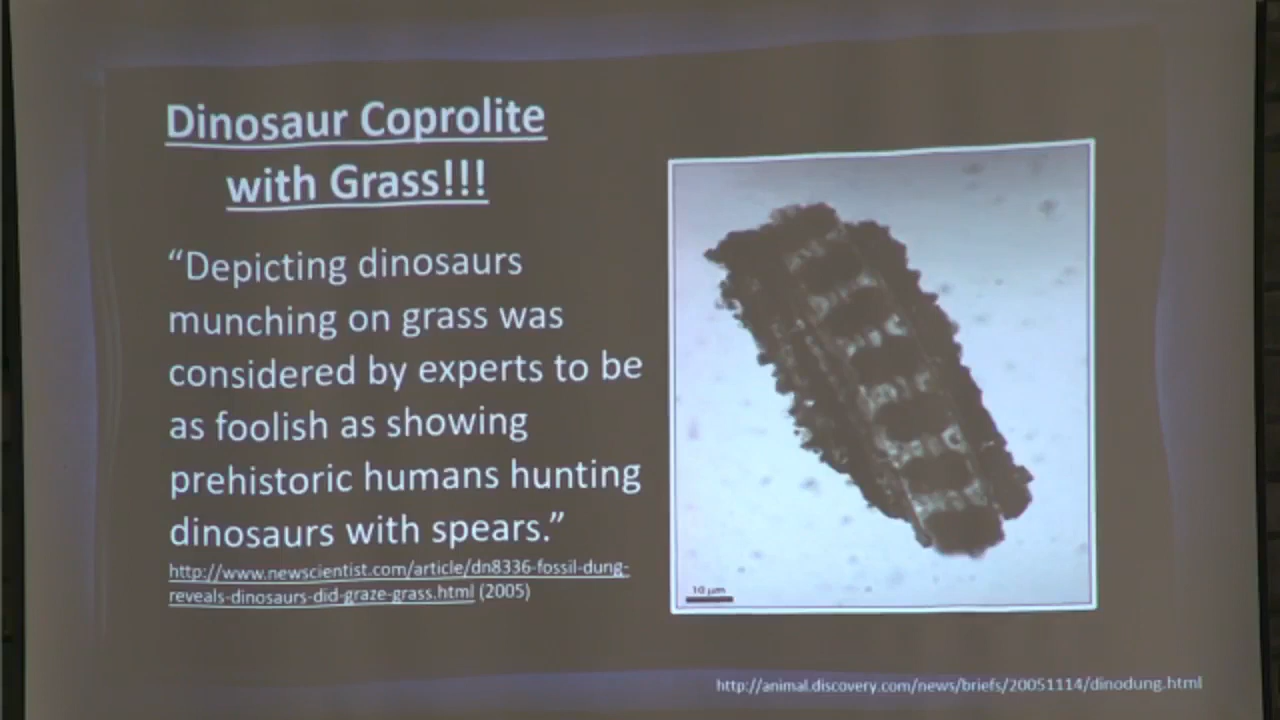 Dinosaur Coprolite
with Grass!!!
“Depicting dinosaurs
munching on grass was
considered by experts to be
as foolish as showing
prehistoric humans hunting
dinosaurs with spears.”
http://www.newscientist.com/article/dn8336-fossil-dung-
reveals-dinosaurs-did-graze-grass.html (2005)
10 µm
http://animal.discovery.com/news/briefs/20051114/dinodung.html